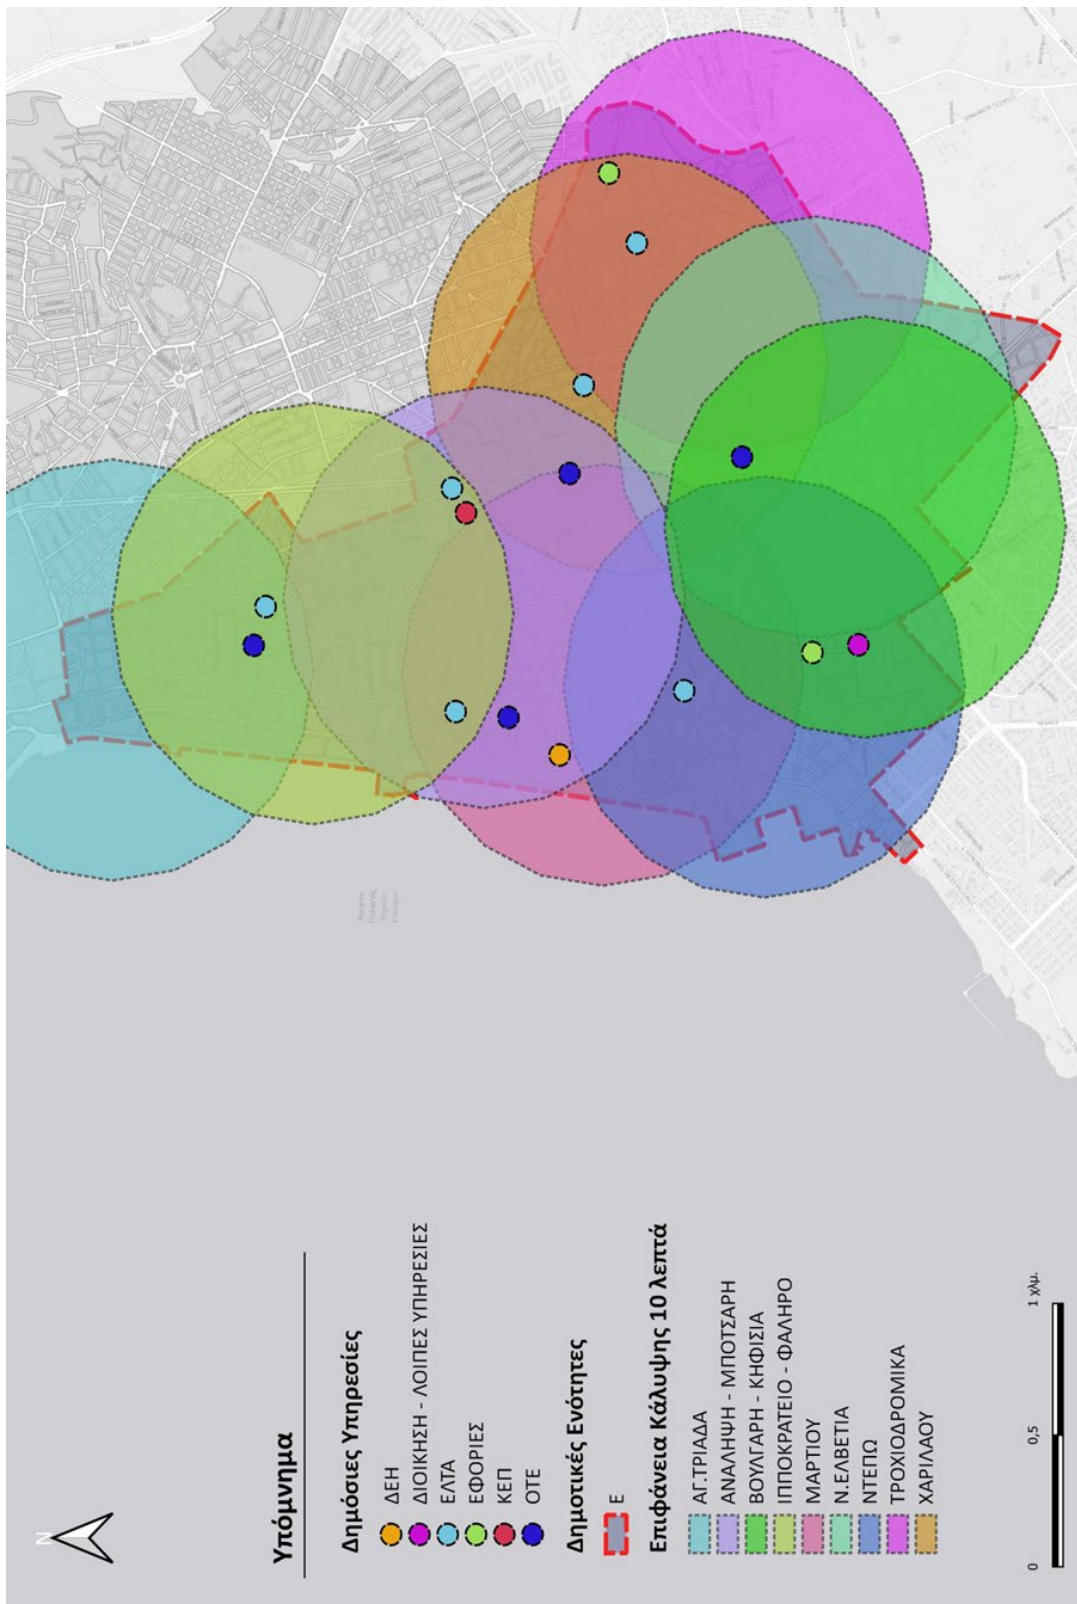 N
Υπόμνημα
Δημόσιες Υπηρεσίες
ΔΕΗ
ΔΙΟΙΚΗΣΗ - ΛΟΙΠΕΣ ΥΠΗΡΕΣΙΕΣ
ΕΛΤΑ
ΕΦΟΡΙΕΣ
ΚΕΠ
ΟΤΕ
Δημοτικές Ενότητες
Ε
Επιφάνεια Κάλυψης 10 λεπτά
ΑΓ.ΤΡΙΑΔΑ
ΑΝΑΛΗΨΗ - ΜΠΟΤΣΑΡΗ
ΒΟΥΛΓΑΡΗ - ΚΗΦΙΣΙΑ
ΙΠΠΟΚΡΑΤΕΙΟ - ΦΑΛΗΡΟ
ΜΑΡΤΙΟΥ
Ν.ΕΛΒΕΤΙΑ
ΝΤΕΠΩ
ΤΡΟΧΙΟΔΡΟΜΙΚΑ
ΧΑΡΙΛΑΟΥ
0 0,5 1 χλμ.